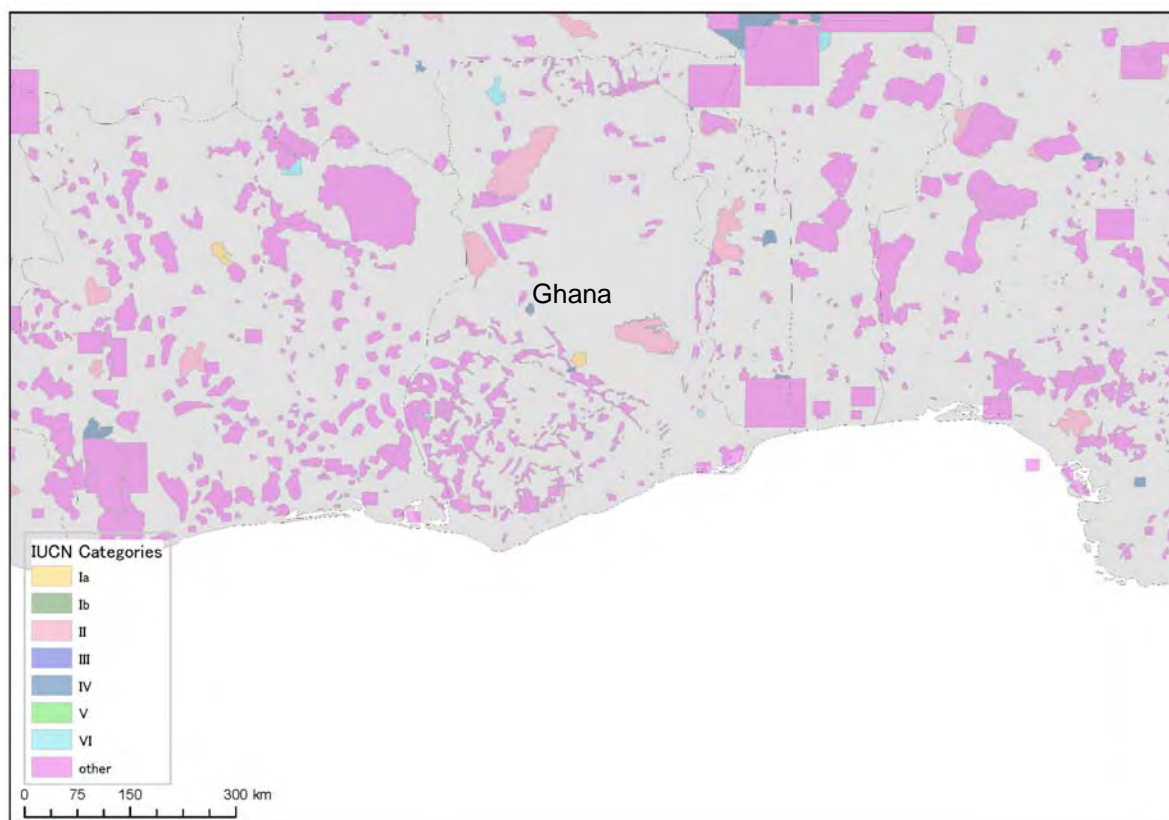 Ghana
IUCN Categories
Ia
Ib
II
III
IV
V
VI
other
0 75 150 300 km